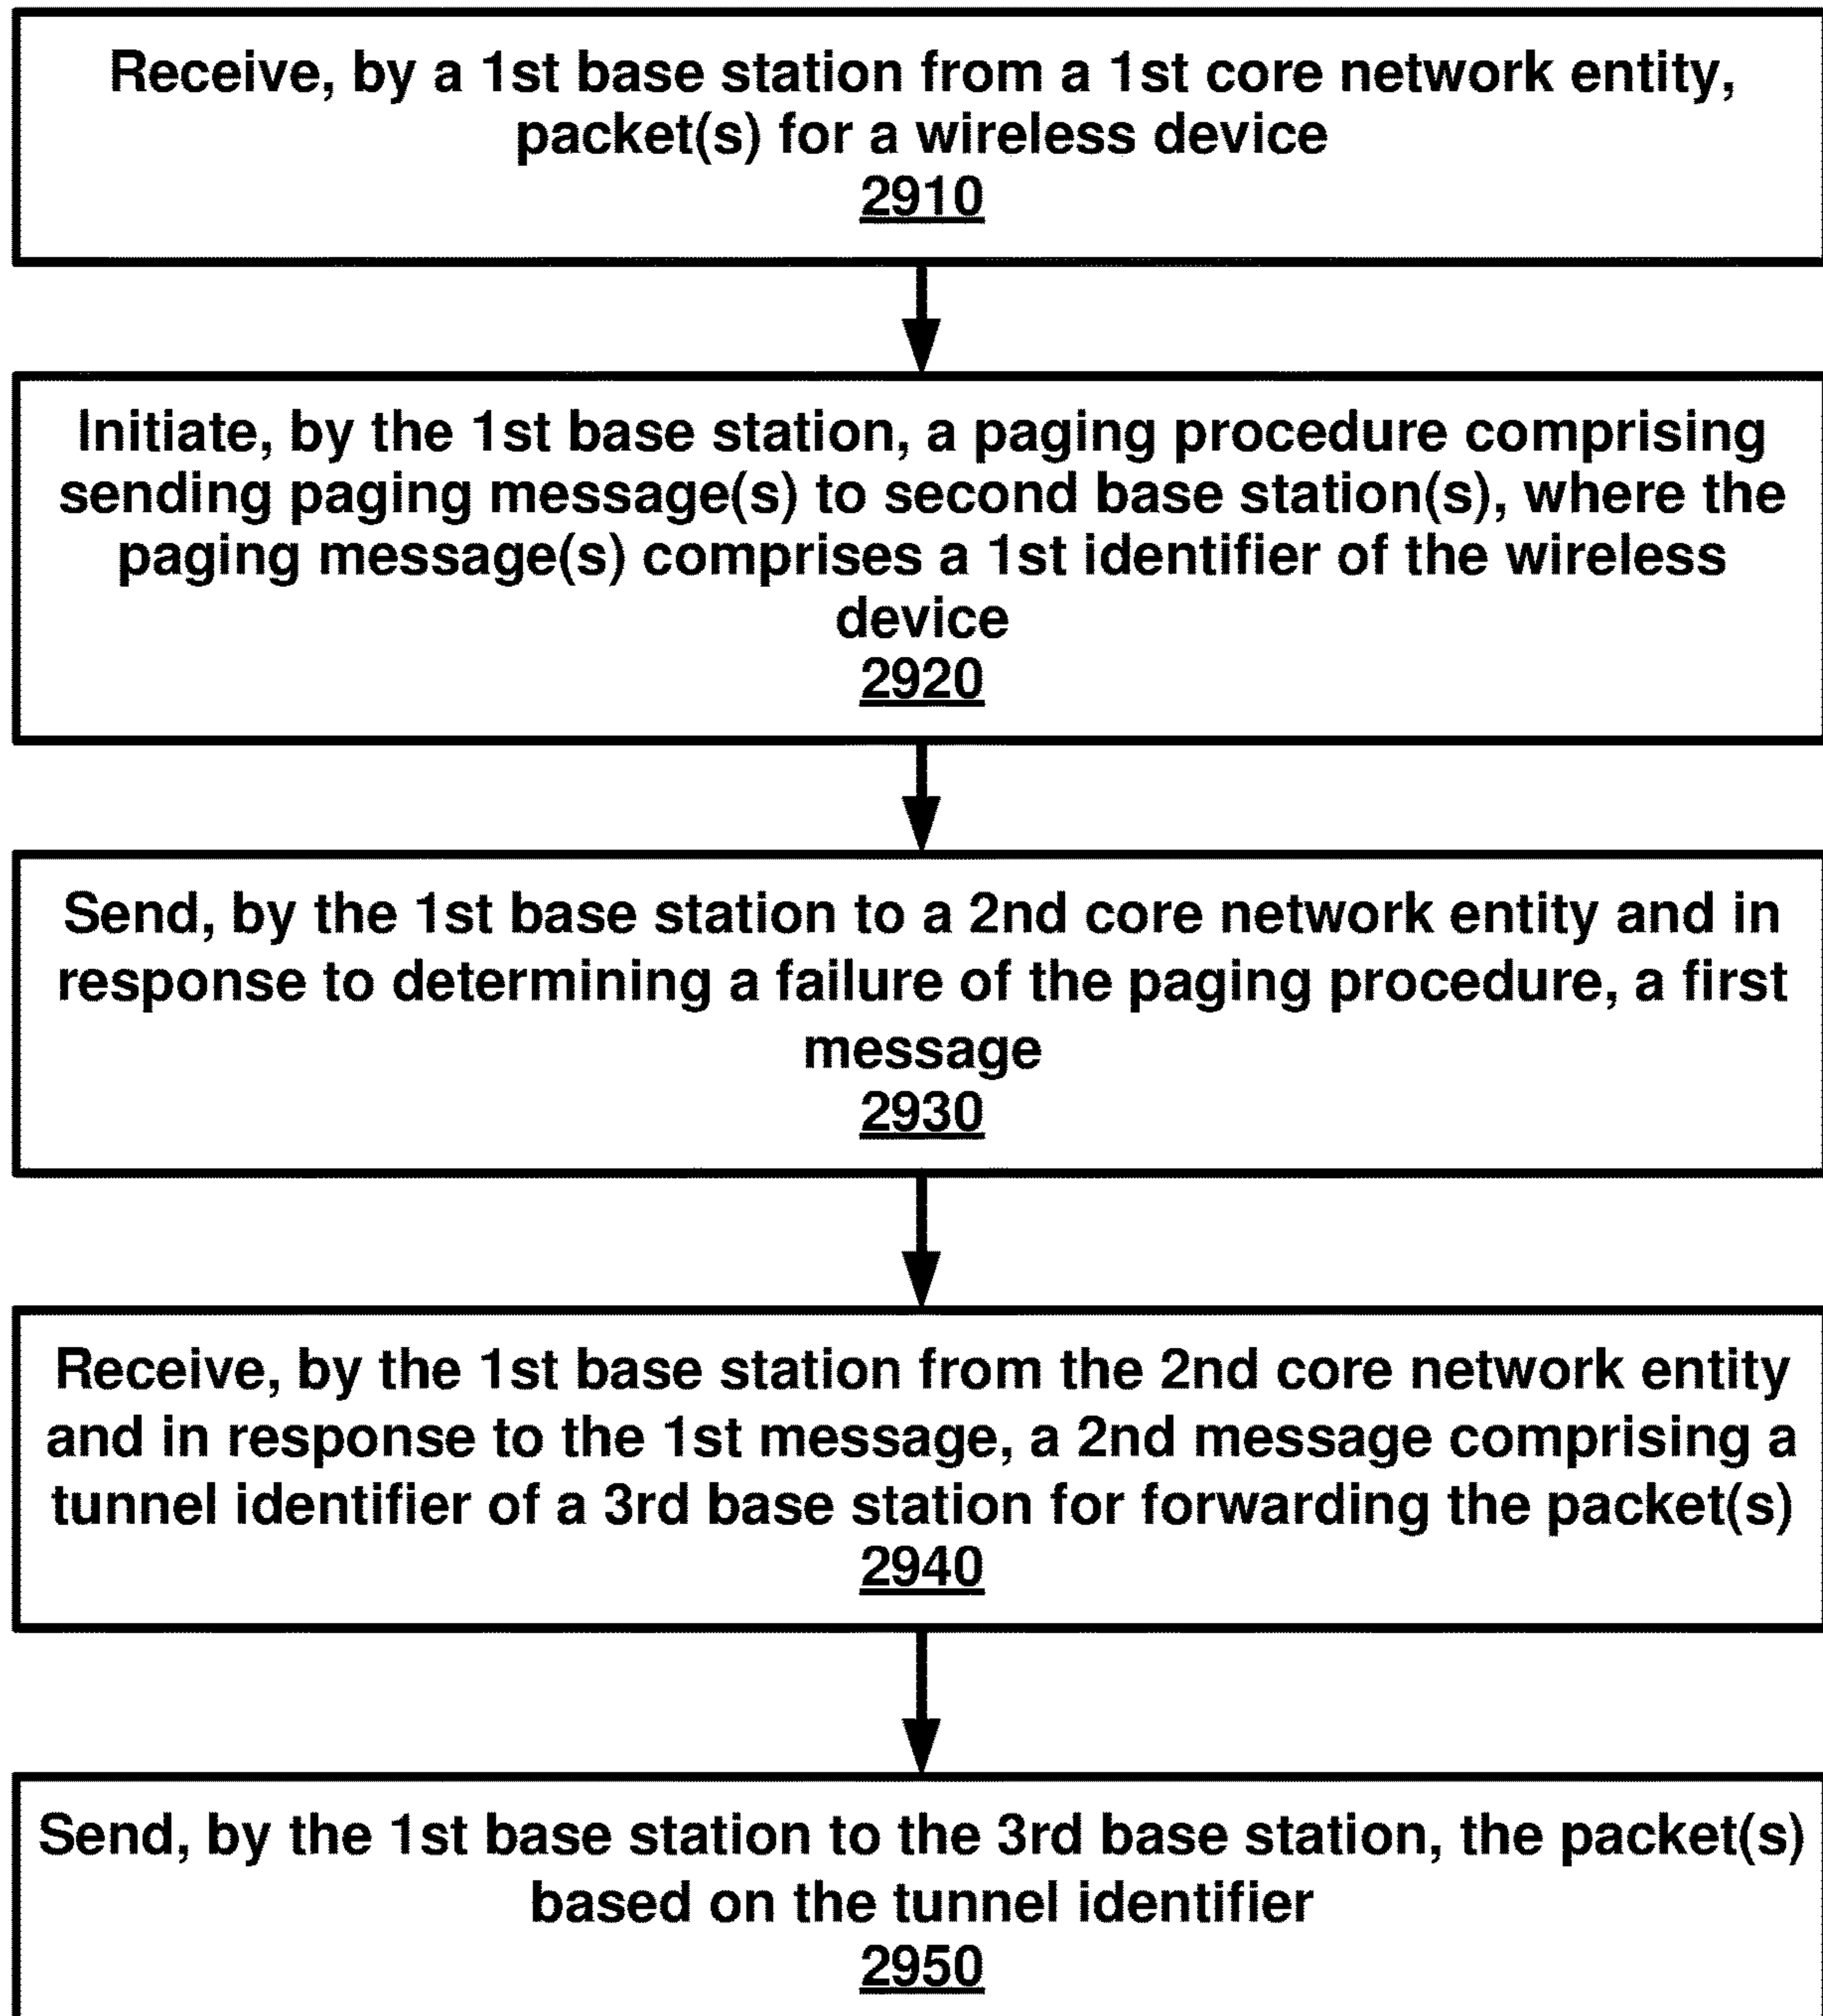 Receive, by a 1st base station from a 1st core network entity,
packet(s) for a wireless device
2910
Initiate, by the 1st base station, a paging procedure comprising
sending paging message(s) to second base station(s), where the
paging message(s) comprises a 1st identifier of the wireless
device
2920
Send, by the 1st base station to a 2nd core network entity and in
response to determining a failure of the paging procedure, a first
message
2930
Receive, by the 1st base station from the 2nd core network entity
and in response to the 1st message, a 2nd message comprising a
tunnel identifier of a 3rd base station for forwarding the packet(s)
2940
Send, by the 1st base station to the 3rd base station, the packet(s)
based on the tunnel identifier
2950